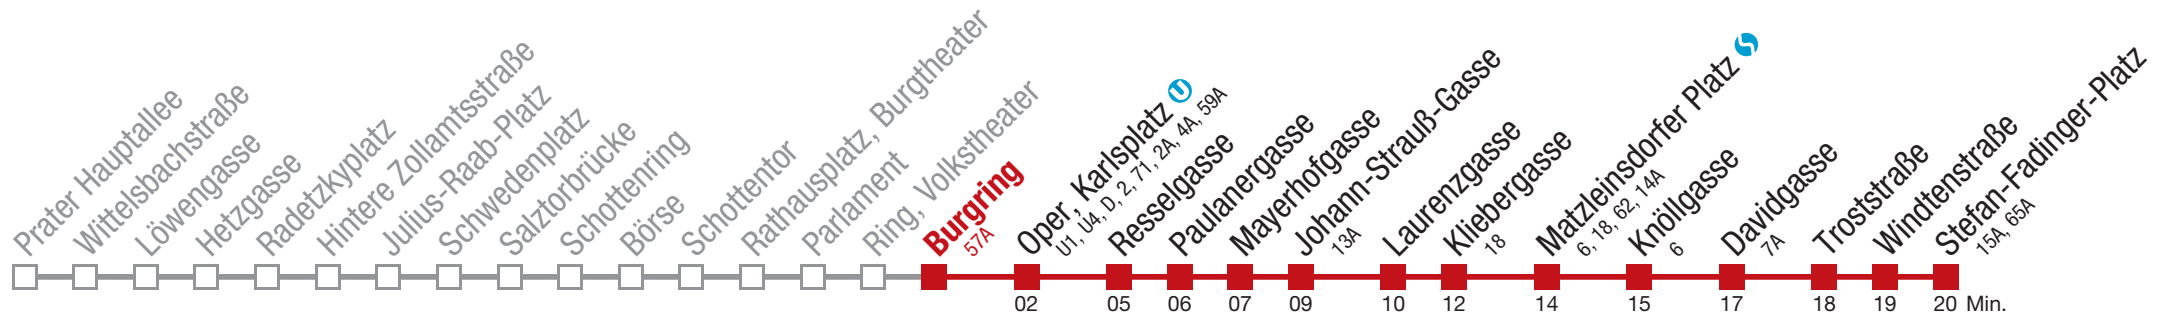 Prater Hauptallee
Wittelsbachstraße
Löwengasse
Hetzgasse
Radetzkyplatz
Hintere Zollamtsstraße
Julius-Raab-Platz
Schwedenplatz
Salztorbrücke
Schottenring
Börse
Schottentor
Rathausplatz, Burgtheater
Parlament
Ring, Volkstheater
Burgring
57A
Oper, Karlsplatz U
U1, U4, D, 2, 71, 2A, 4A, 59A
Resselgasse
Paulanergasse
Mayerhofgasse
Johann-Strauß-Gasse
13A
Laurenzgasse
Kliebergasse
18
Matzleinsdorfer Platz S
6, 18, 62, 14A
Knöllgasse
6
Davidgasse
7A
Troststraße
Windtenstraße
Stefan-Fadinger-Platz
15A, 65A
02 05 06 07 09 10 12 14 15 17 18 19 20 Min.